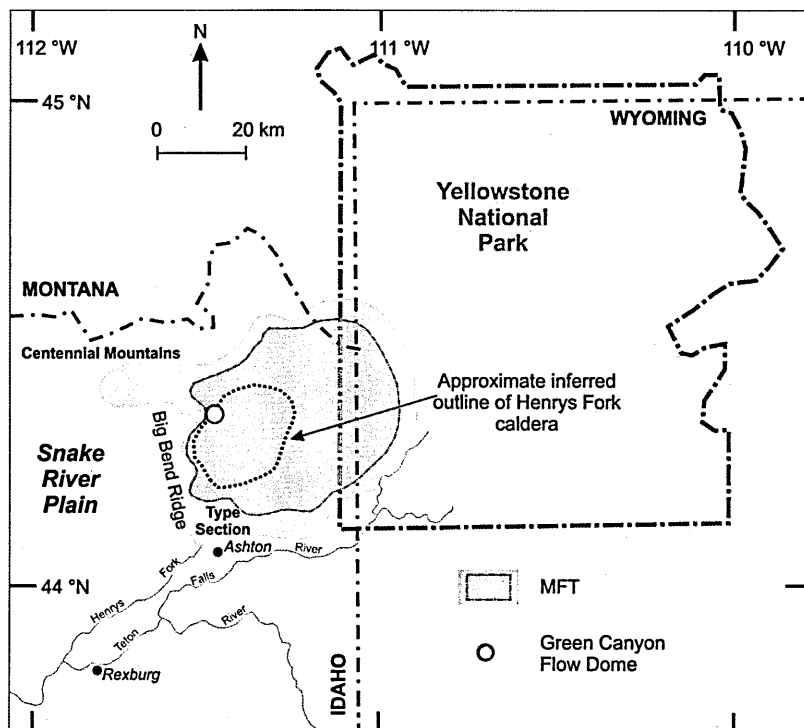 112 °W
N
111 °W
110 °W
45 °N
0 20 km
WYOMING
Yellowstone
National
Park
MONTANA
Centennial Mountains
Approximate inferred
outline of Henrys Fork
caldera
Snake
River
Plain
Big Bend Ridge
Type
Section
Ashton
River
Falls
Fork
Henrys
44 °N
Teton
River
Rexburg
IDAHO
MFT
Green Canyon
Flow Dome